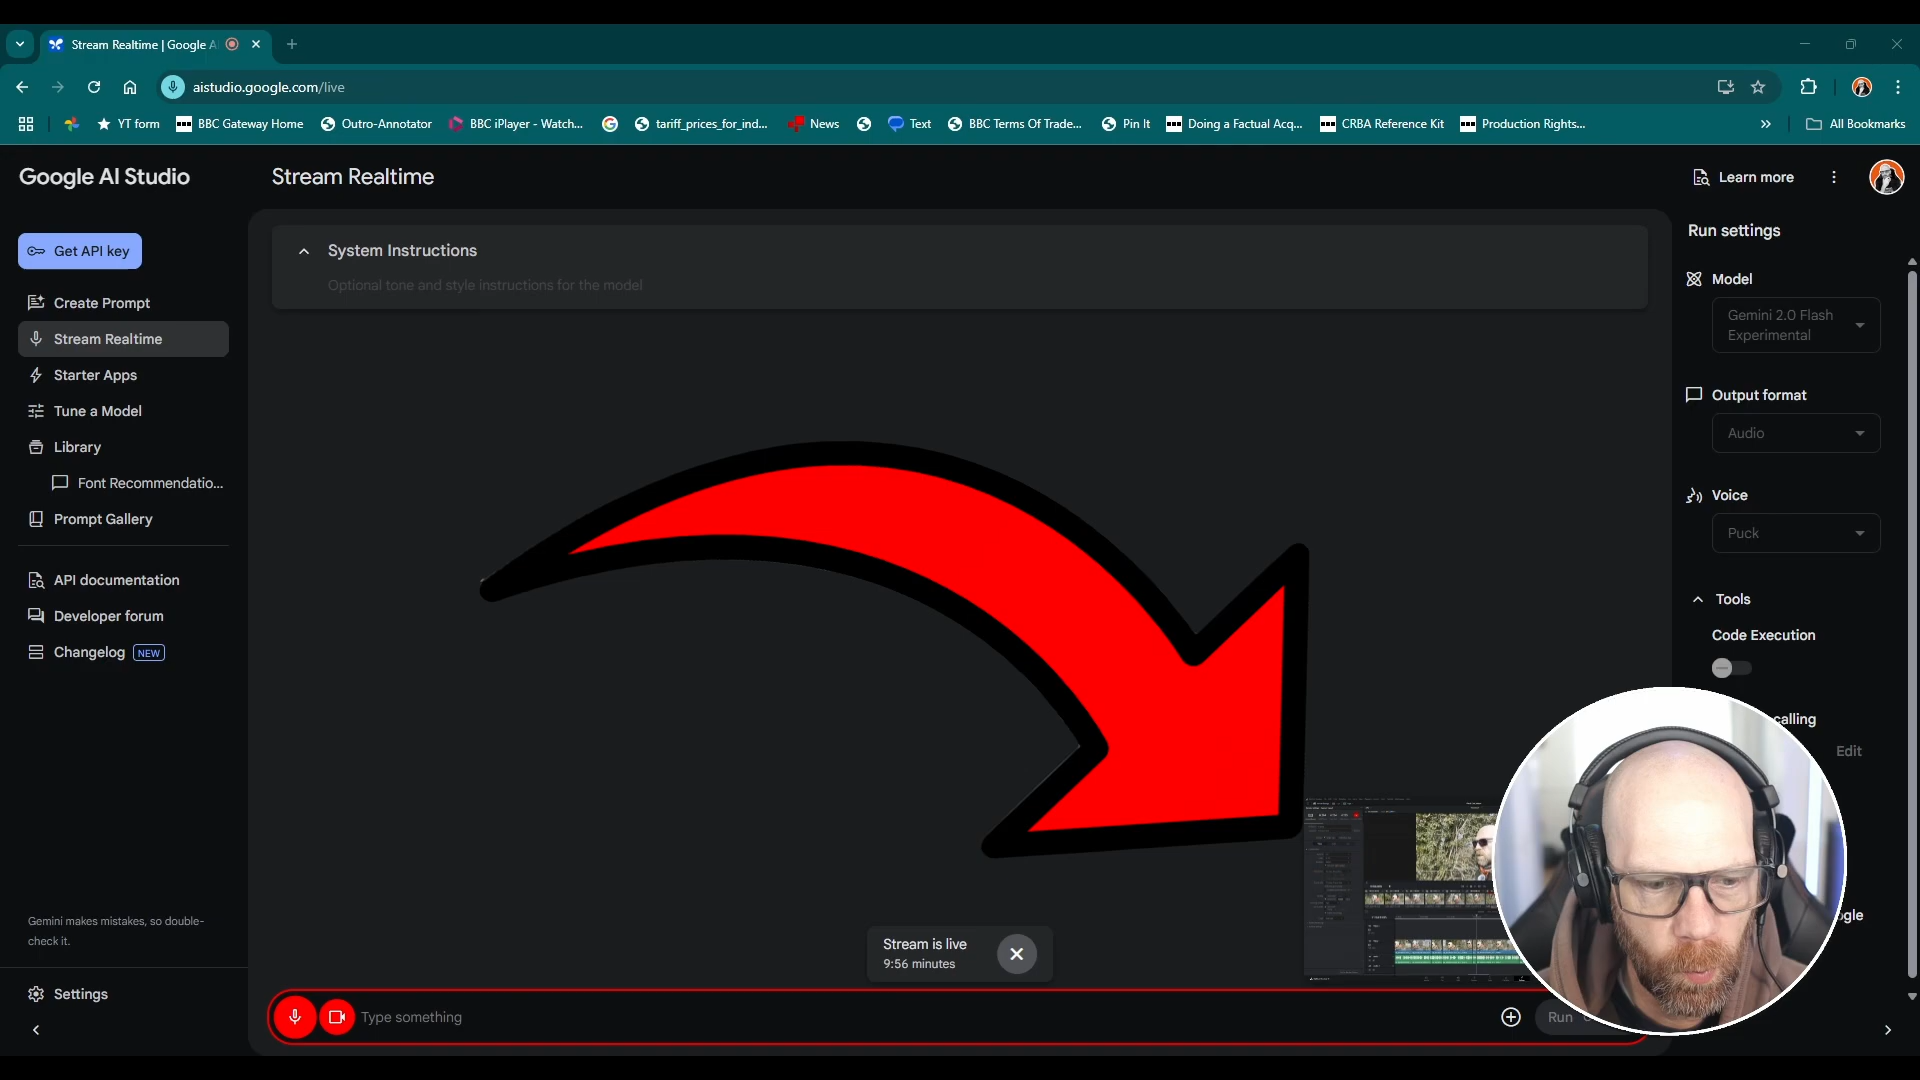 Stream Realtime | Google A
aistudio.google.com/live
YT form
BBC Gateway Home
Outro-Annotator
BBC iPlayer - Watch...
tariff_prices_for_ind...
News
Text
BBC Terms Of Trade...
Pin It
Doing a Factual Acq...
CRBA Reference Kit
Production Rights...
All Bookmarks
Google AI Studio
Stream Realtime
Learn more
Get API key
Create Prompt
Stream Realtime
Starter Apps
Tune a Model
Library
Font Recommendatio...
Prompt Gallery
API documentation
Developer forum
Changelog NEW
Gemini makes mistakes, so double-
check it.
Settings
System Instructions
Optional tone and style instructions for the model
Stream is live
9:56 minutes
Type something
Run
Run settings
Model
Gemini 2.0 Flash
Experimental
Output format
Audio
Voice
Puck
Tools
Code Execution
calling
Edit
gle